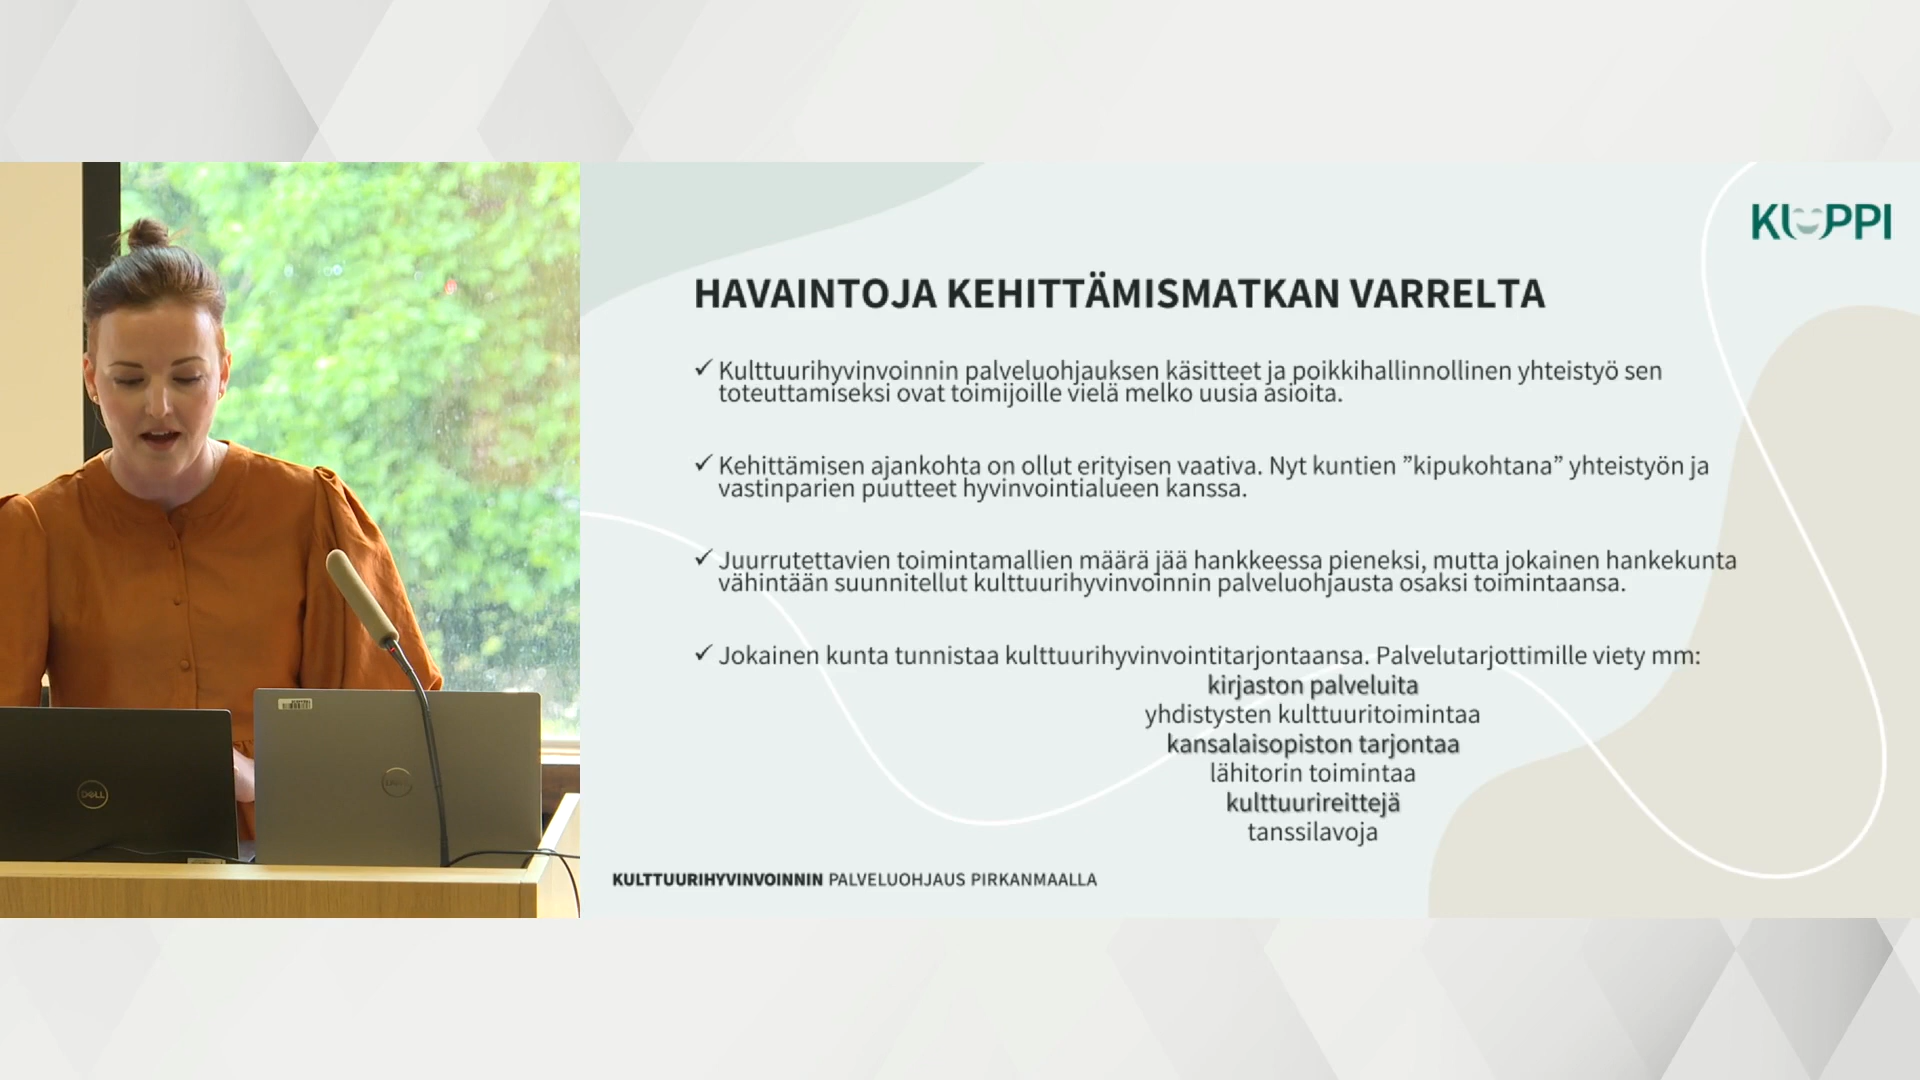 KUPPI
HAVAINTOJA KEHITTÄMISMATKAN VARRELTA
✓ Kulttuurihyvinvoinnin palveluohjauksen käsitteet ja poikkihallinnollinen yhteistyö sen
toteuttamiseksi ovat toimijoille vielä melko uusia asioita.
✓ Kehittämisen ajankohta on ollut erityisen vaativa. Nyt kuntien ”kipukohtana” yhteistyön ja
vastinparien puutteet hyvinvointialueen kanssa.
✓ Juurrutettavien toimintamallien määrä jää hankkeessa pieneksi, mutta jokainen hankekunta
vähintään suunnitellut kulttuurihyvinvoinnin palveluohjausta osaksi toimintaansa.
✓ Jokainen kunta tunnistaa kulttuurihyvinvointitarjontaansa. Palvelutarjottimille viety mm:
kirjaston palveluita
yhdistysten kulttuuritoimintaa
kansalaisopiston tarjontaa
lähitorin toimintaa
kulttuurireittejä
tanssilavoja
KULTTUURIHYVINVOINNIN PALVELUOHJAUS PIRKANMAALLA
DELL
DELL